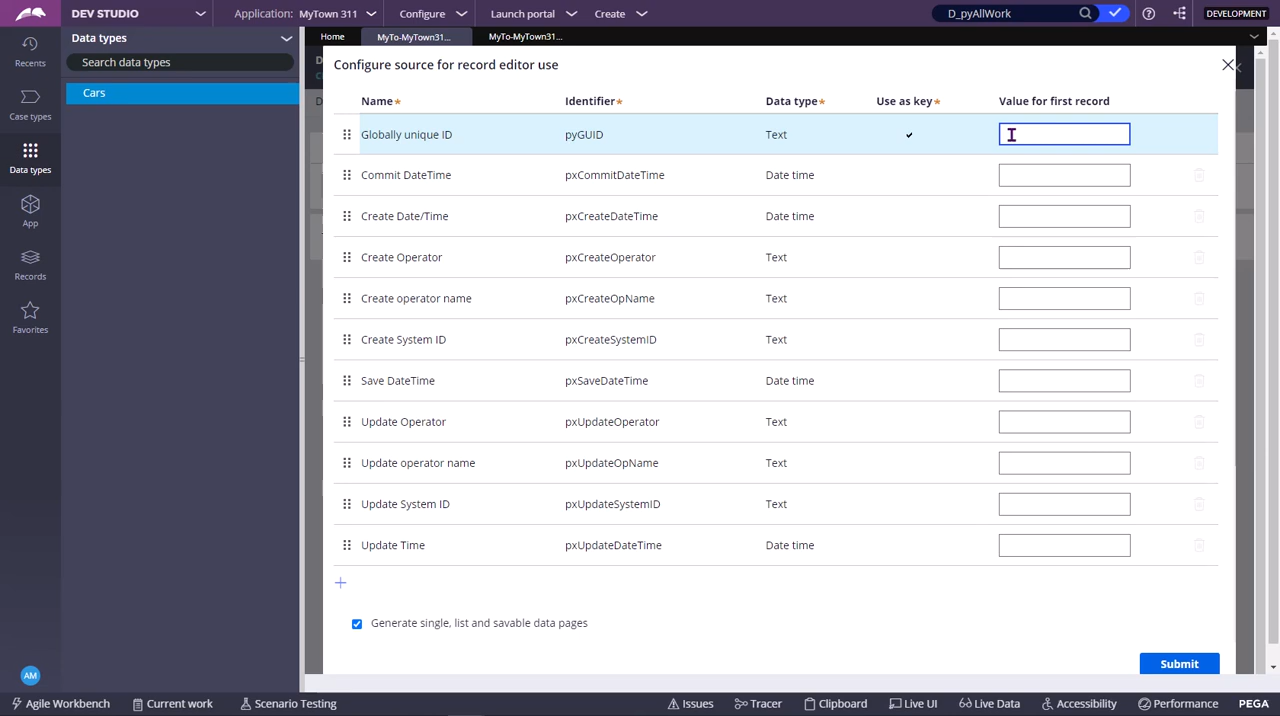 DEV STUDIO Application: MyTown 311 Configure Launch portal Create D_pyAllWork DEVELOPMENT
Recents
Case types
Data types
App
Records
Favorites
AM
Data types
Search data types
Cars
Home MyTo-MyTown31... MyTo-MyTown31...
Configure source for record editor use
Name* Identifier* Data type* Use as key* Value for first record
Globally unique ID pyGUID Text
Commit DateTime pxCommitDateTime Date time
Create Date/Time pxCreateDateTime Date time
Create Operator pxCreateOperator Text
Create operator name pxCreateOpName Text
Create System ID pxCreateSystemID Text
Save DateTime pxSaveDateTime Date time
Update Operator pxUpdateOperator Text
Update operator name pxUpdateOpName Text
Update System ID pxUpdateSystemID Text
Update Time pxUpdateDateTime Date time
Generate single, list and savable data pages
Submit
Agile Workbench Current work Scenario Testing Issues Tracer Clipboard Live UI Live Data Accessibility Performance PEGA